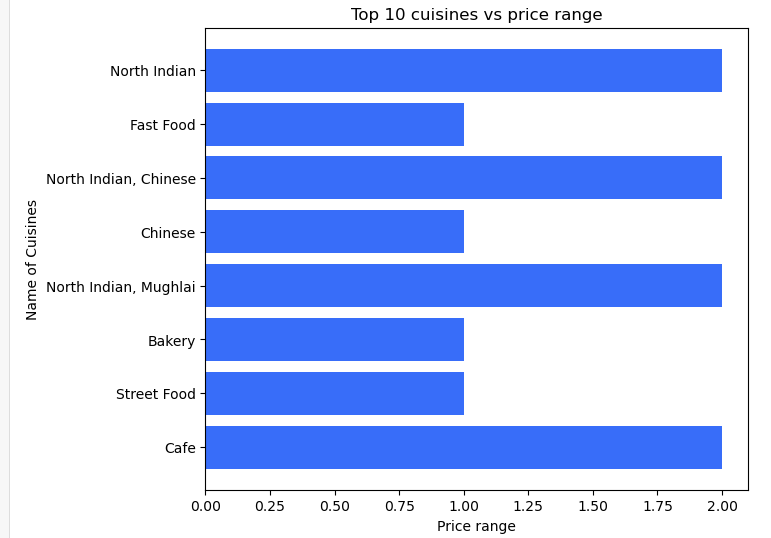 Top 10 cuisines vs price range
Name of Cuisines
North Indian
Fast Food
North Indian, Chinese
Chinese
North Indian, Mughlai
Bakery
Street Food
Cafe
0.00 0.25 0.50 0.75 1.00 1.25 1.50 1.75 2.00
Price range